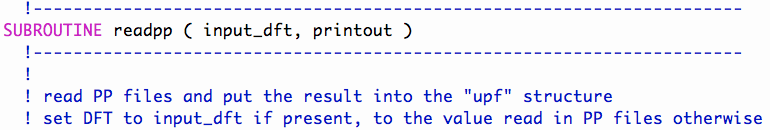 !----------------------------------------------------------------------
SUBROUTINE readpp ( input_dft, printout )
!----------------------------------------------------------------------
!
! read PP files and put the result into the "upf" structure
! set DFT to input_dft if present, to the value read in PP files otherwise